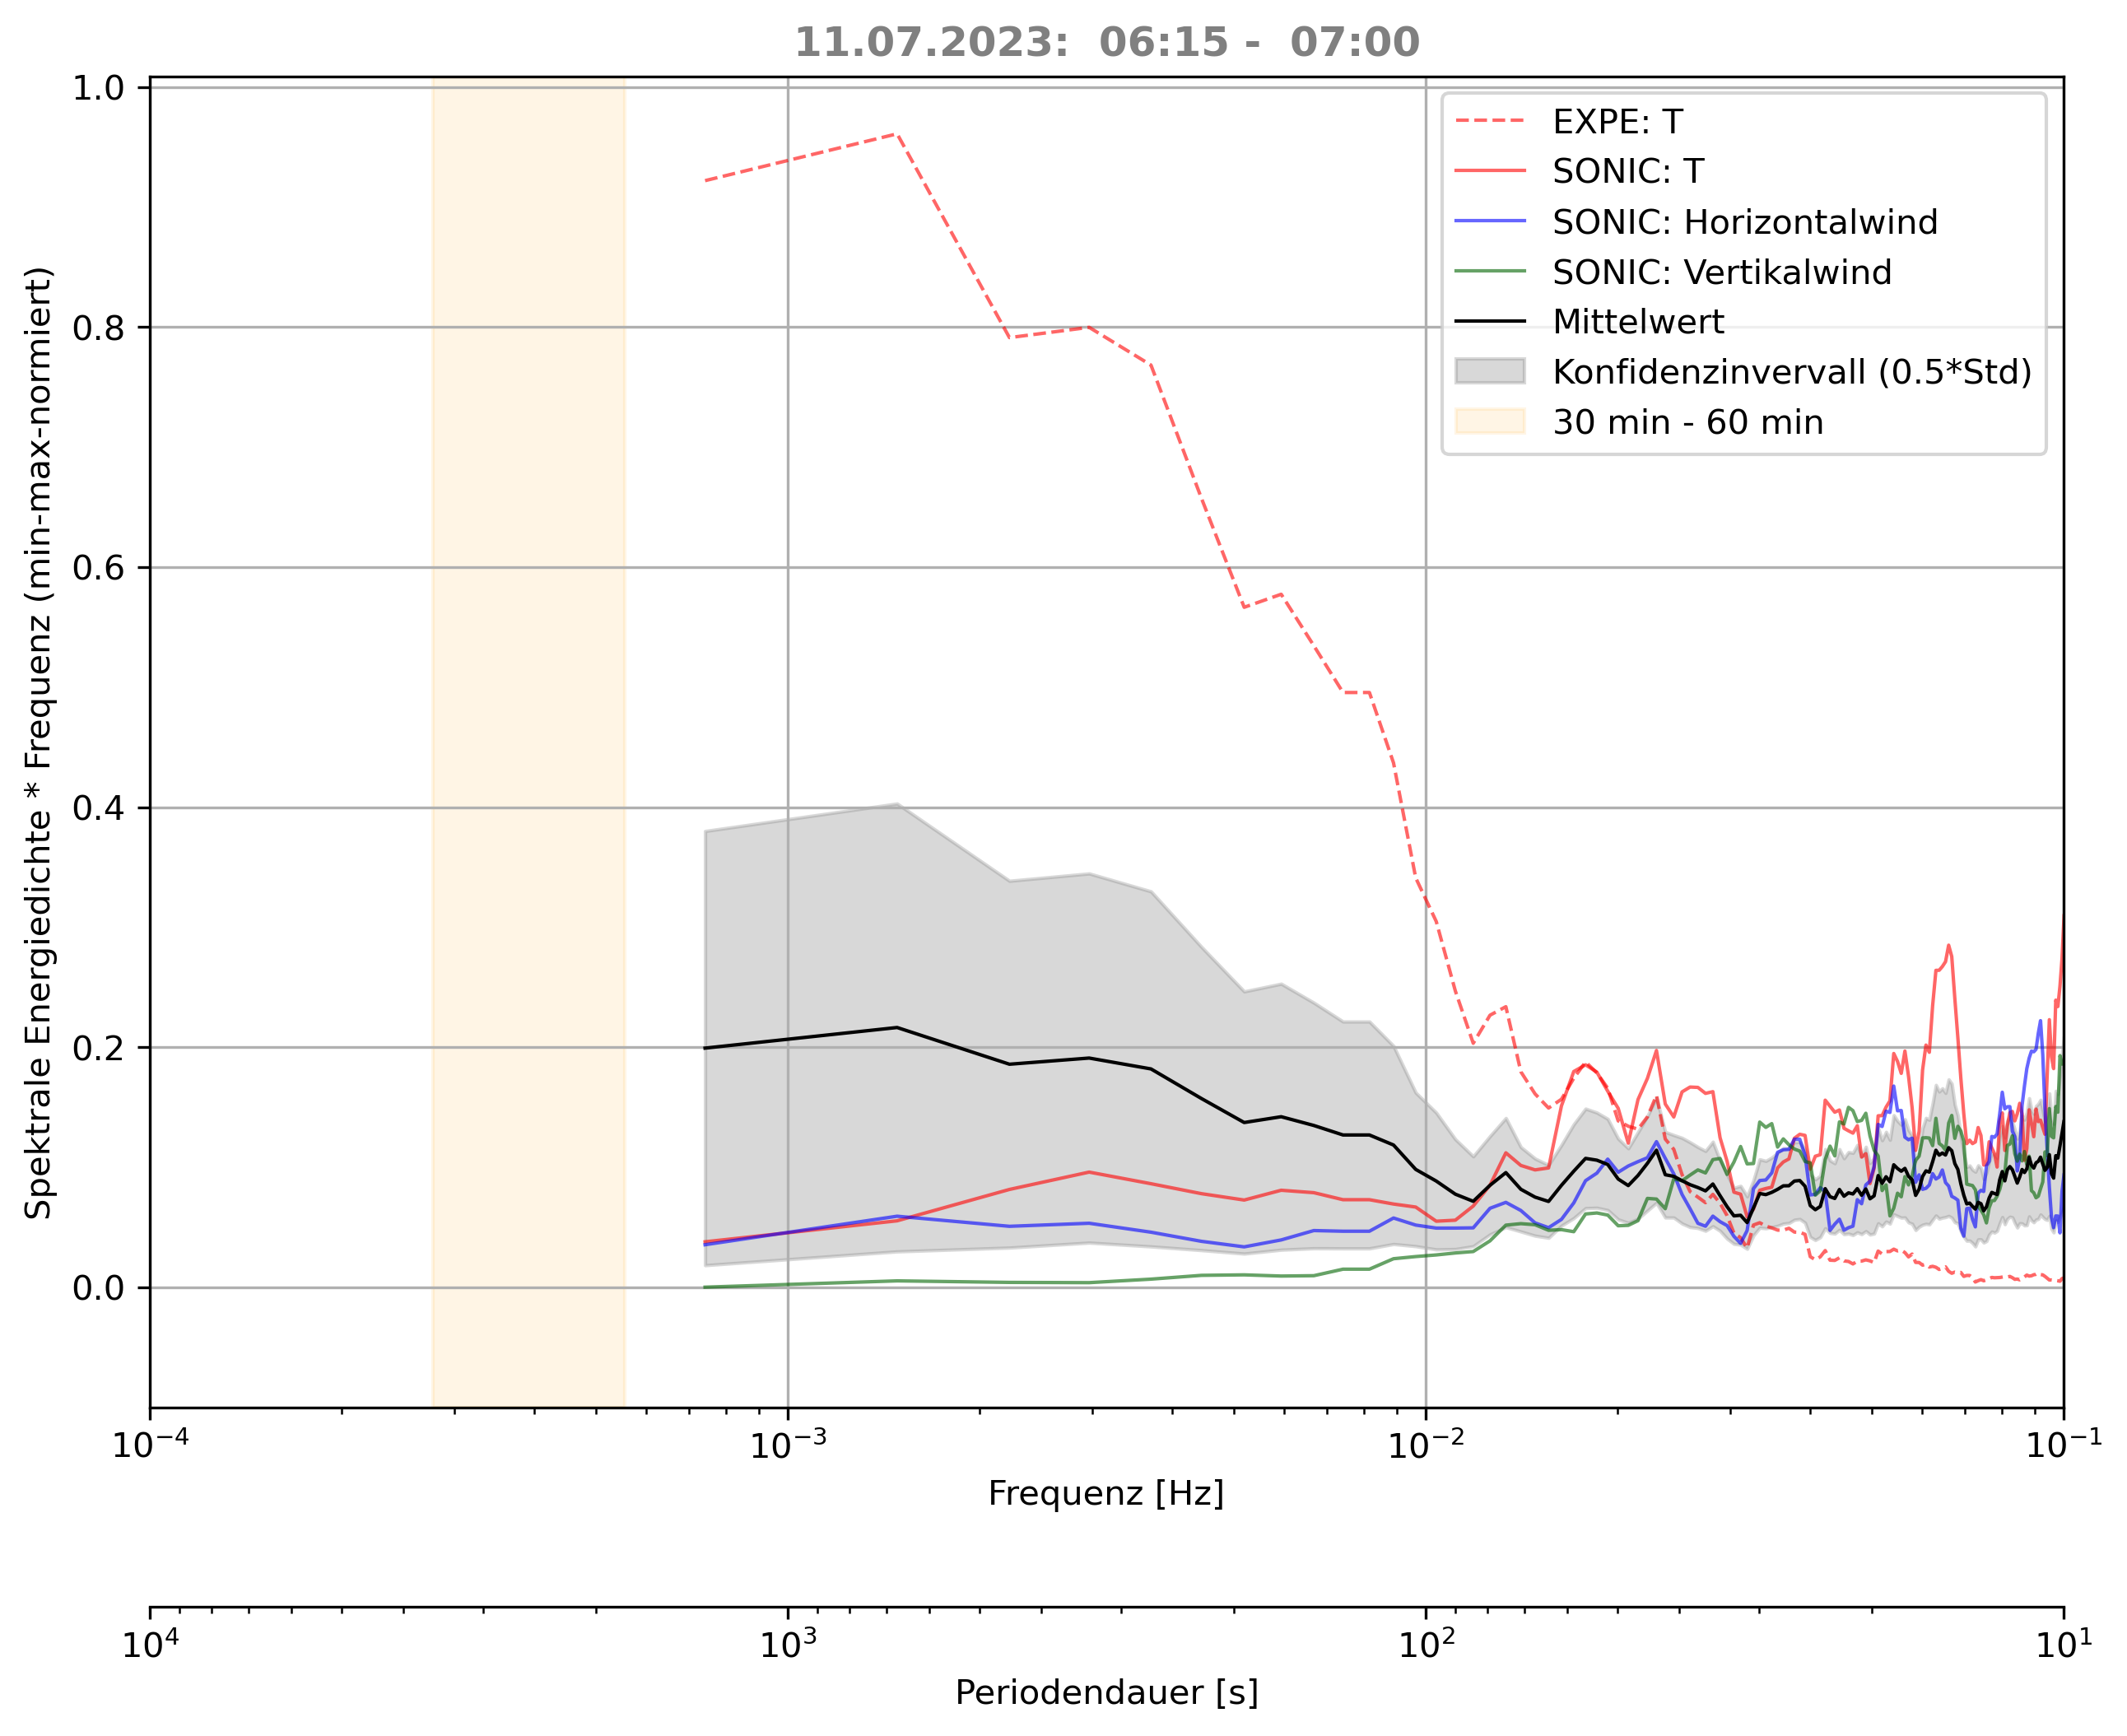 11.07.2023:  06:15 -  07:00
Spektrale Energiedichte * Frequenz (min-max-normiert)
1.0
0.8
0.6
0.4
0.2
0.0
EXPE: T
SONIC: T
SONIC: Horizontalwind
SONIC: Vertikalwind
Mittelwert
Konfidenzinvervall (0.5*Std)
30 min - 60 min
10⁻⁴ 10⁻³ 10⁻² 10⁻¹
Frequenz [Hz]
10⁴ 10³ 10² 10¹
Periodendauer [s]